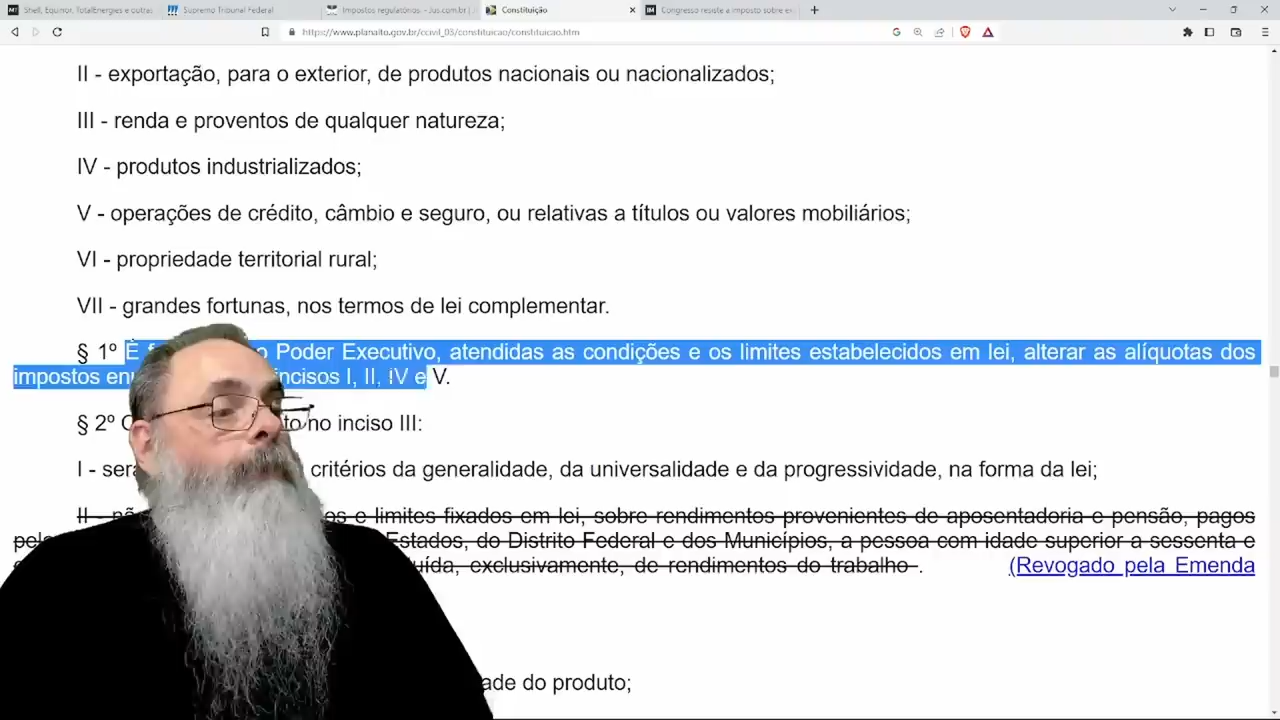 Shell, Equinor, TotalEnergies e outras
Supremo Tribunal Federal
Impostos regulatórios. - Jus.com.br | J
Constituição
Congresso resiste a imposto sobre ex
https://www.planalto.gov.br/ccivil_03/constituicao/constituicao.htm
II - exportação, para o exterior, de produtos nacionais ou nacionalizados;
III - renda e proventos de qualquer natureza;
IV - produtos industrializados;
V - operações de crédito, câmbio e seguro, ou relativas a títulos ou valores mobiliários;
VI - propriedade territorial rural;
VII - grandes fortunas, nos termos de lei complementar.
§ 1º É Poder Executivo, atendidas as condições e os limites estabelecidos em lei, alterar as alíquotas dos
impostos incisos I, II, IV e V.
§ 2º no inciso III:
I - critérios da generalidade, da universalidade e da progressividade, na forma da lei;
II - e limites fixados em lei, sobre rendimentos provenientes de aposentadoria e pensão, pagos
Estados, do Distrito Federal e dos Municípios, a pessoa com idade superior a sessenta e
exclusivamente, de rendimentos do trabalho . (Revogado pela Emenda
do produto;